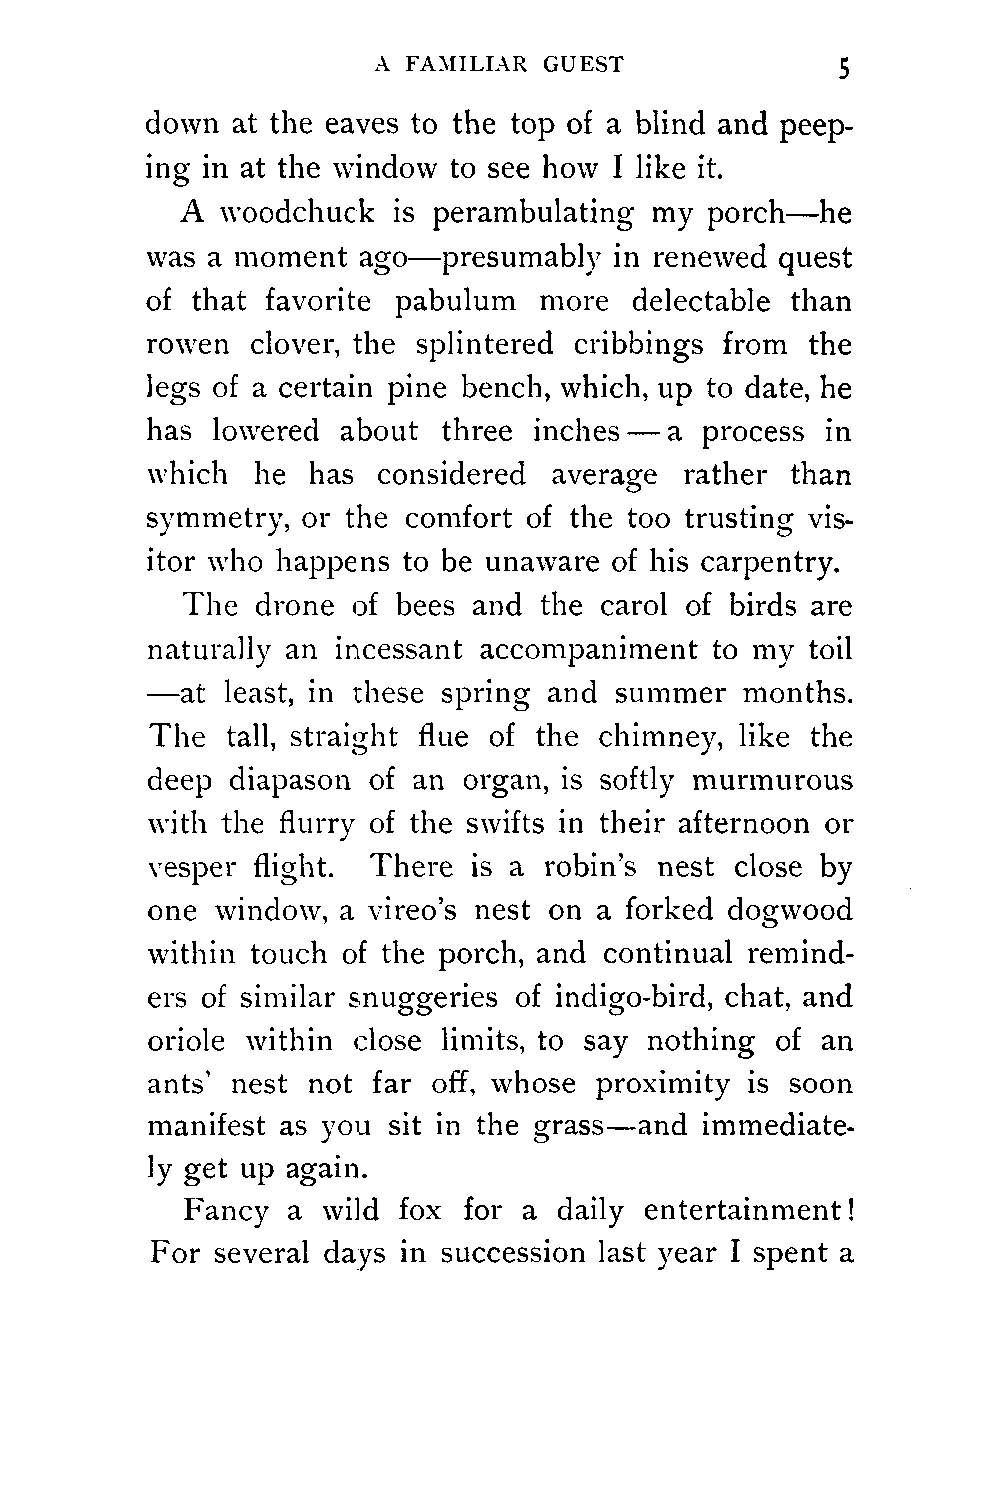 A FAMILIAR GUEST 5
down at the eaves to the top of a blind and peep-
ing in at the window to see how I like it.
A woodchuck is perambulating my porch—he
was a moment ago—presumably in renewed quest
of that favorite pabulum more delectable than
rowen clover, the splintered cribbings from the
legs of a certain pine bench, which, up to date, he
has lowered about three inches — a process in
which he has considered average rather than
symmetry, or the comfort of the too trusting vis-
itor who happens to be unaware of his carpentry.
The drone of bees and the carol of birds are
naturally an incessant accompaniment to my toil
—at least, in these spring and summer months.
The tall, straight flue of the chimney, like the
deep diapason of an organ, is softly murmurous
with the flurry of the swifts in their afternoon or
vesper flight. There is a robin's nest close by
one window, a vireo's nest on a forked dogwood
within touch of the porch, and continual remind-
ers of similar snuggeries of indigo-bird, chat, and
oriole within close limits, to say nothing of an
ants' nest not far off, whose proximity is soon
manifest as you sit in the grass—and immediate-
ly get up again.
Fancy a wild fox for a daily entertainment!
For several days in succession last year I spent a